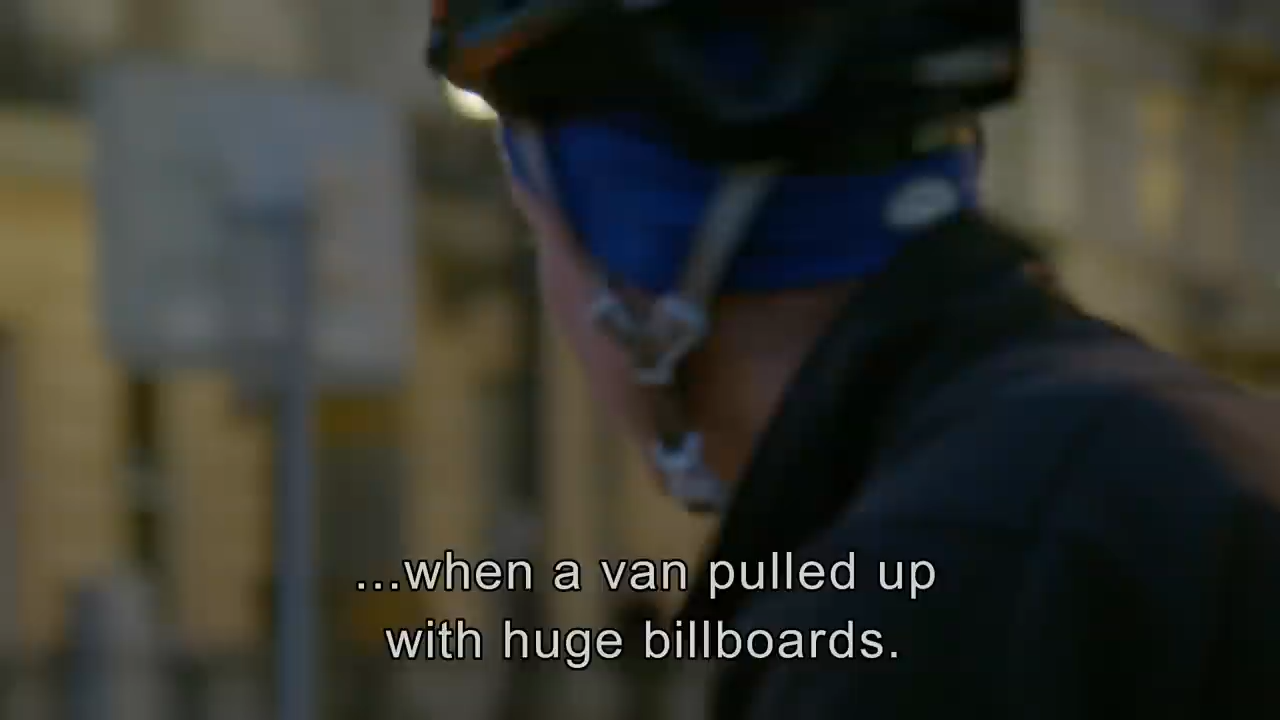 ...when a van pulled up
with huge billboards.